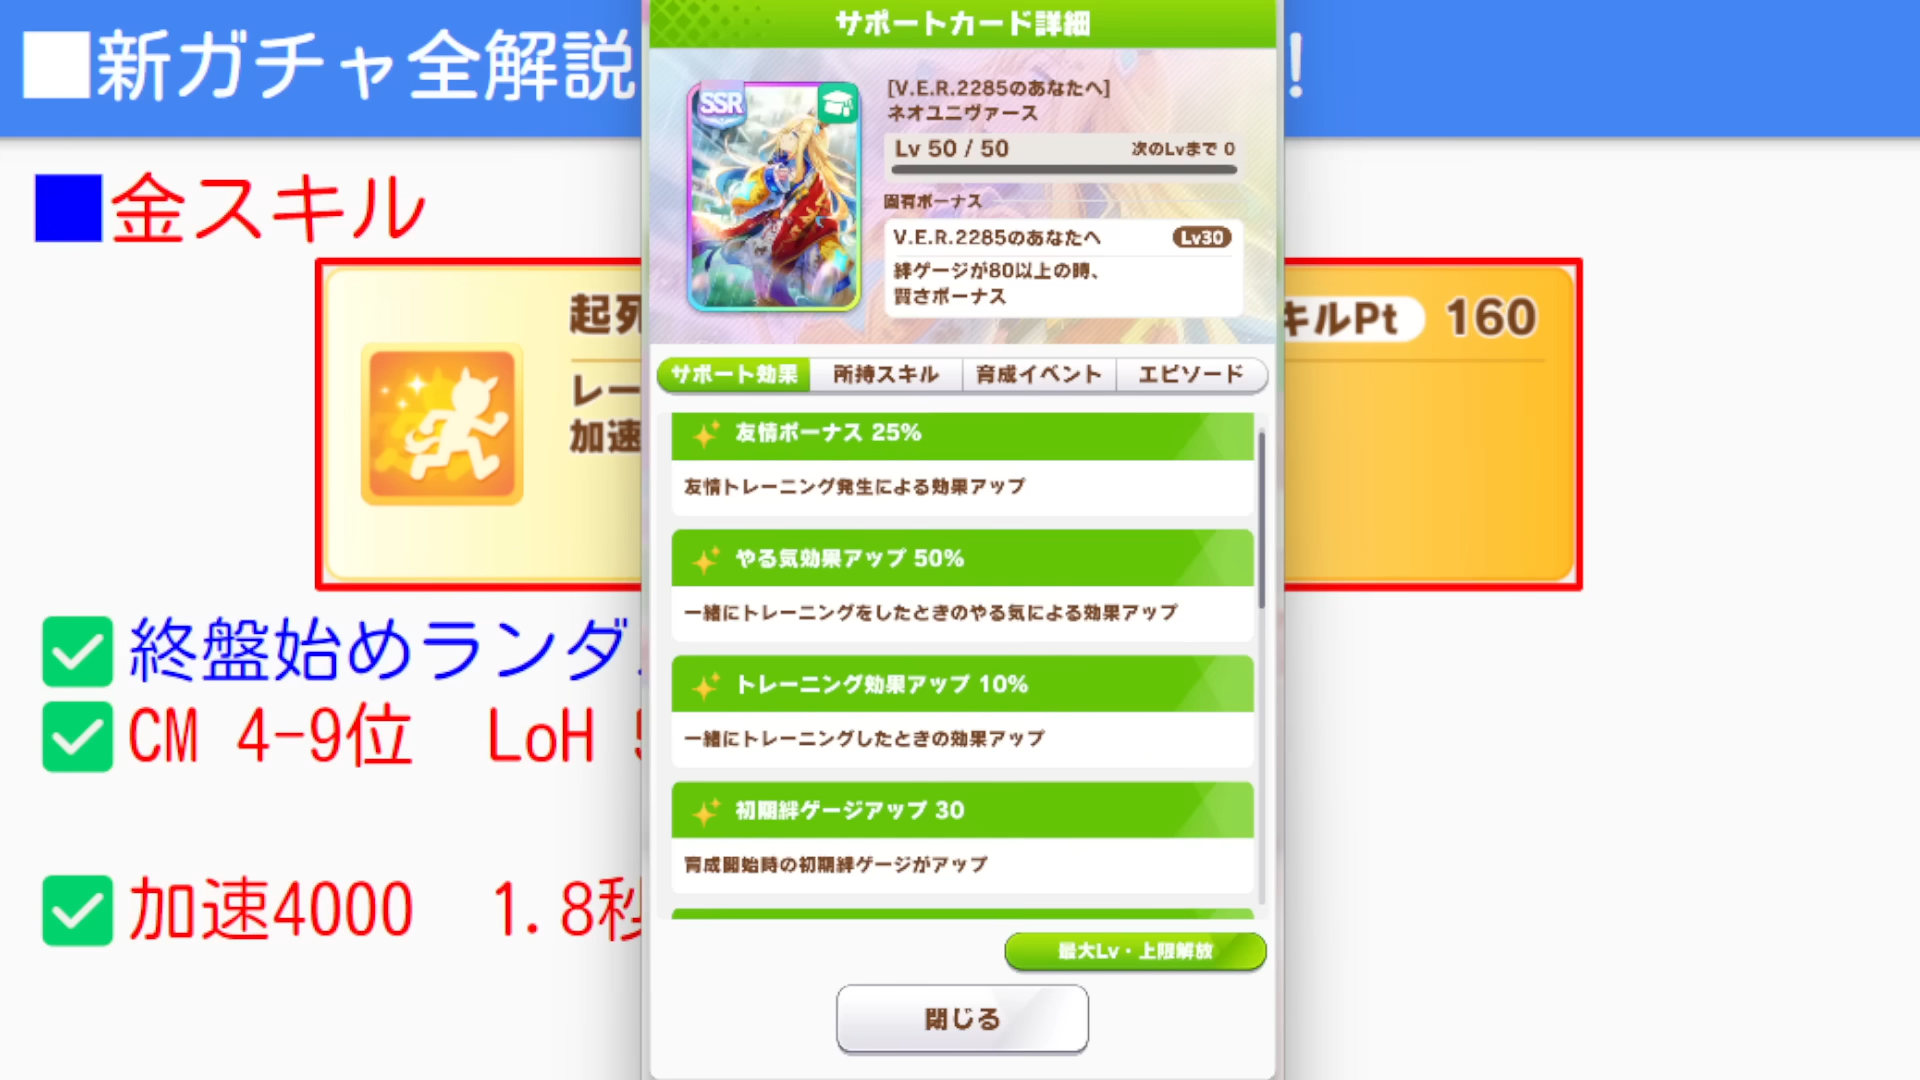 ■新ガチャ全解説
!
■金スキル
起死
レー
加速
キルPt 160
終盤始めランダ
CM 4-9位 LoH
加速4000 1.8秒
サポートカード詳細
SSR
[V.E.R.2285のあなたへ]
ネオユニヴァース
Lv 50 / 50 次のLvまで 0
固有ボーナス
V.E.R.2285のあなたへ Lv30
絆ゲージが80以上の時、
賢さボーナス
サポート効果 所持スキル 育成イベント エピソード
友情ボーナス 25%
友情トレーニング発生による効果アップ
やる気効果アップ 50%
一緒にトレーニングをしたときのやる気による効果アップ
トレーニング効果アップ 10%
一緒にトレーニングしたときの効果アップ
初期絆ゲージアップ 30
育成開始時の初期絆ゲージがアップ
最大Lv・上限解放
閉じる